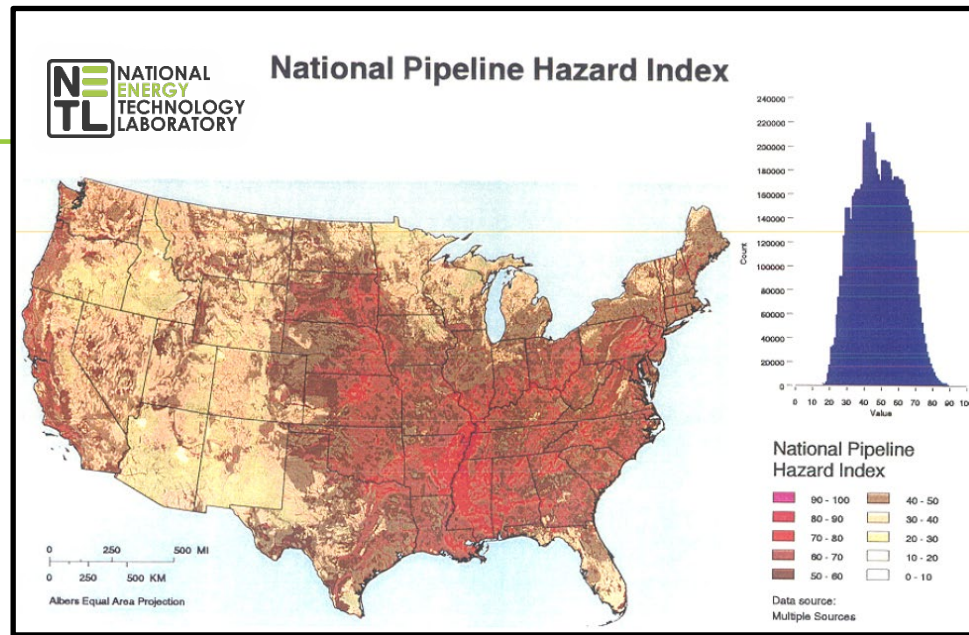 NETL
NATIONAL
ENERGY
TECHNOLOGY
LABORATORY
National Pipeline Hazard Index
240000
220000
200000
180000
160000
140000
120000
100000
80000
60000
40000
20000
0
Count
0 10 20 30 40 50 60 70 80 90 100
Value
National Pipeline
Hazard Index
90 - 100 40 - 50
80 - 90 30 - 40
70 - 80 20 - 30
60 - 70 10 - 20
50 - 60 0 - 10
Data source:
Multiple Sources
0 250 500 MI
0 250 500 KM
Albers Equal Area Projection